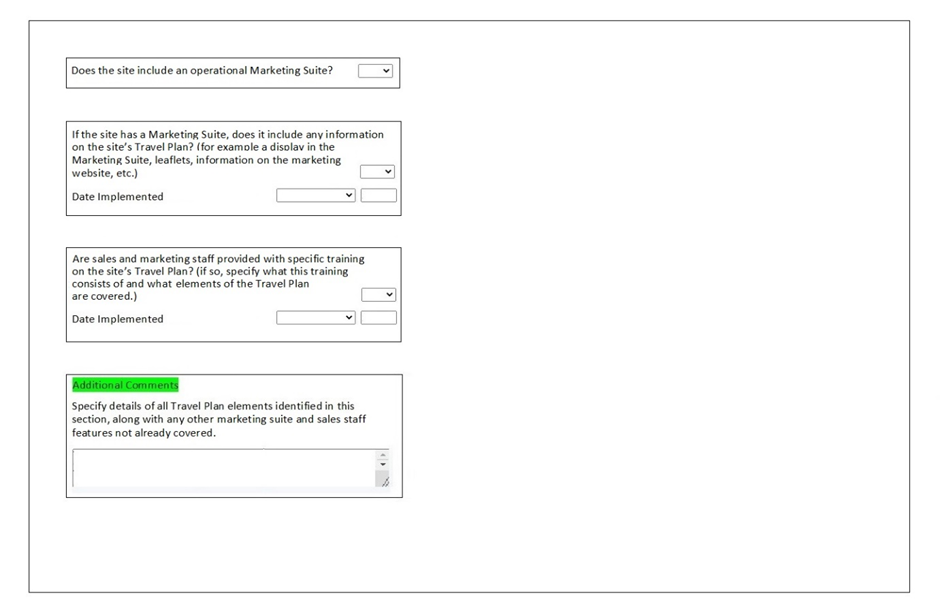 Does the site include an operational Marketing Suite?
If the site has a Marketing Suite, does it include any information
on the site's Travel Plan? (for example a display in the
Marketing Suite, leaflets, information on the marketing
website, etc.)
Date Implemented
Are sales and marketing staff provided with specific training
on the site's Travel Plan? (if so, specify what this training
consists of and what elements of the Travel Plan
are covered.)
Date Implemented
Additional Comments
Specify details of all Travel Plan elements identified in this
section, along with any other marketing suite and sales staff
features not already covered.